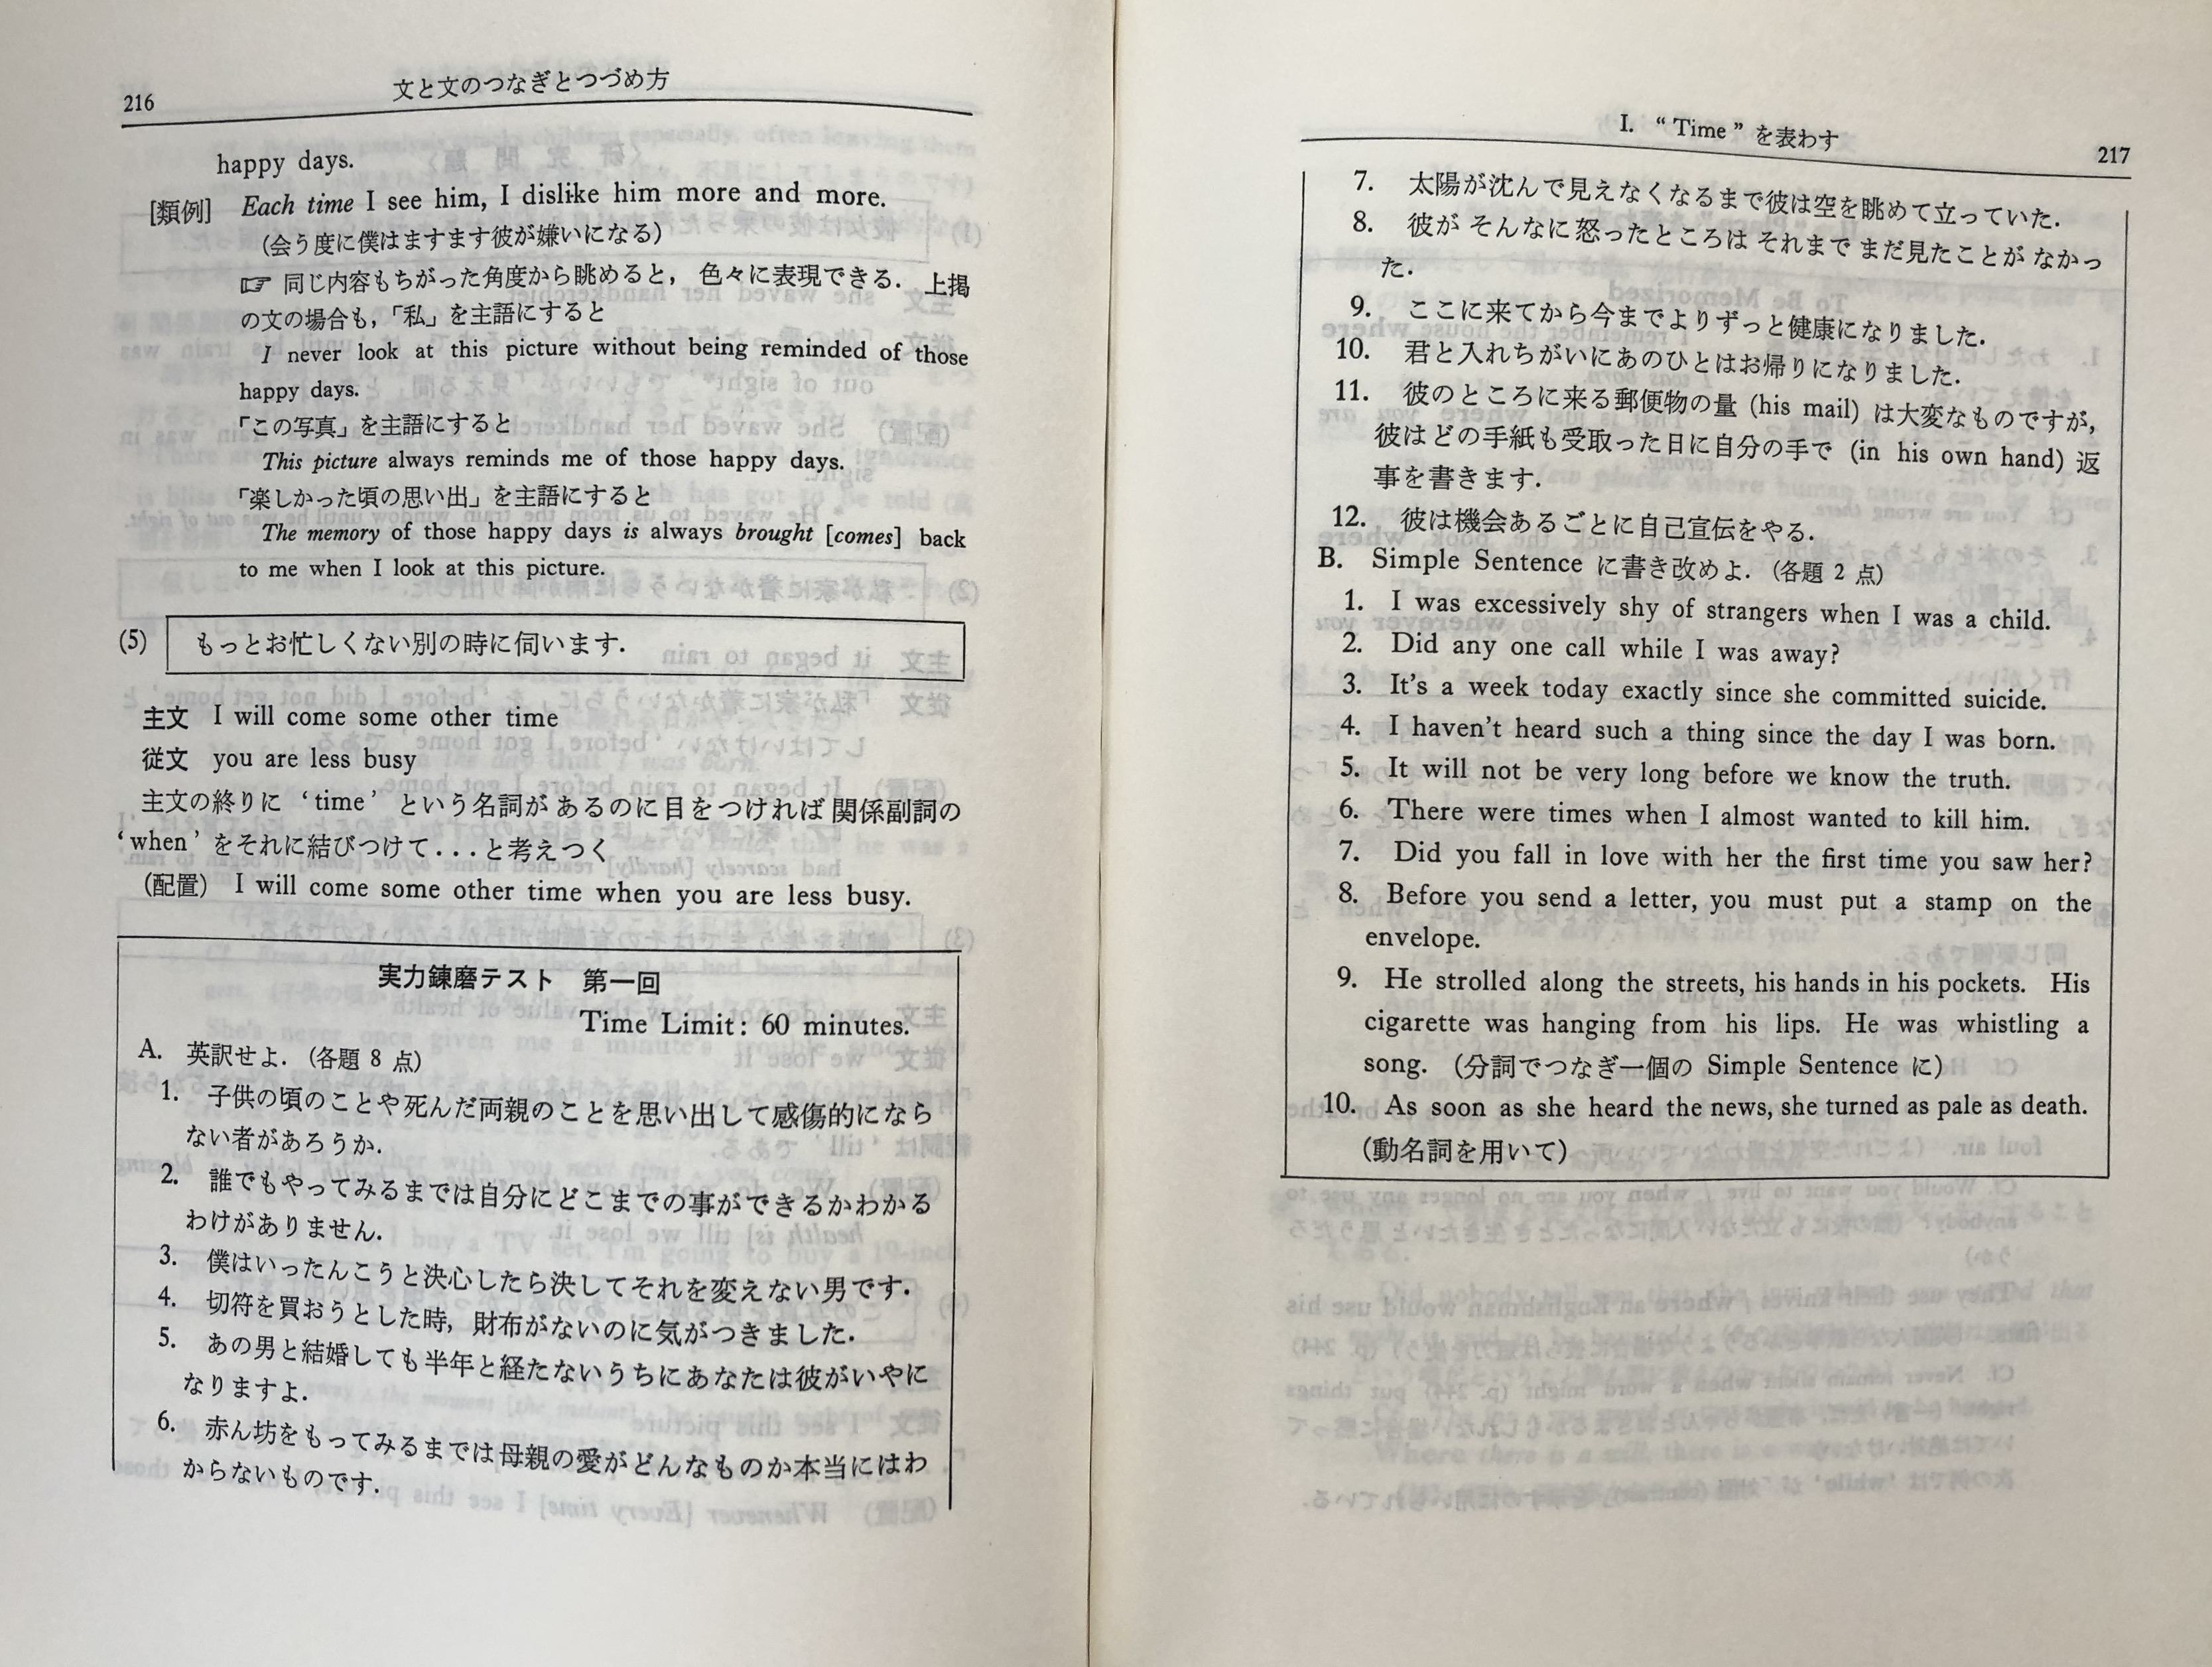 216
文と文のつなぎとつづめ方
happy days.
[類例] Each time I see him, I dislike him more and more.
(会う度に僕はますます彼が嫌いになる)
☞ 同じ内容もちがった角度から眺めると, 色々に表現できる. 上掲
の文の場合も,「私」を主語にすると
I never look at this picture without being reminded of those
happy days.
「この写真」を主語にすると
This picture always reminds me of those happy days.
「楽しかった頃の思い出」を主語にすると
The memory of those happy days is always brought [comes] back
to me when I look at this picture.
(5) もっとお忙しくない別の時に伺います.
主文 I will come some other time
従文 you are less busy
主文の終りに ‘time’ という名詞があるのに目をつければ関係副詞の
‘when’ をそれに結びつけて...と考えつく
(配置) I will come some other time when you are less busy.
実力錬磨テスト 第一回
Time Limit: 60 minutes.
A. 英訳せよ. (各題 8 点)
1. 子供の頃のことや死んだ両親のことを思い出して感傷的になら
ない者があろうか.
2. 誰でもやってみるまでは自分にどこまでの事ができるかわかる
わけがありません.
3. 僕はいったんこうと決心したら決してそれを変えない男です.
4. 切符を買おうとした時, 財布がないのに気がつきました.
5. あの男と結婚しても半年と経たないうちにあなたは彼がいやに
なりますよ.
6. 赤ん坊をもってみるまでは母親の愛がどんなものか本当にはわ
からないものです.
I. “Time” を表わす
217
7. 太陽が沈んで見えなくなるまで彼は空を眺めて立っていた.
8. 彼が そんなに 怒ったところは それまで まだ見たことが なかっ
た.
9. ここに来てから今までよりずっと健康になりました.
10. 君と入れちがいにあのひとはお帰りになりました.
11. 彼のところに来る郵便物の量 (his mail) は大変なものですが,
彼はどの手紙も受取った日に自分の手で (in his own hand) 返
事を書きます.
12. 彼は機会あるごとに自己宣伝をやる.
B. Simple Sentence に書き改めよ. (各題 2 点)
1. I was excessively shy of strangers when I was a child.
2. Did any one call while I was away?
3. It’s a week today exactly since she committed suicide.
4. I haven’t heard such a thing since the day I was born.
5. It will not be very long before we know the truth.
6. There were times when I almost wanted to kill him.
7. Did you fall in love with her the first time you saw her?
8. Before you send a letter, you must put a stamp on the
envelope.
9. He strolled along the streets, his hands in his pockets. His
cigarette was hanging from his lips. He was whistling a
song. (分詞でつなぎ一個の Simple Sentence に)
10. As soon as she heard the news, she turned as pale as death.
(動名詞を用いて)